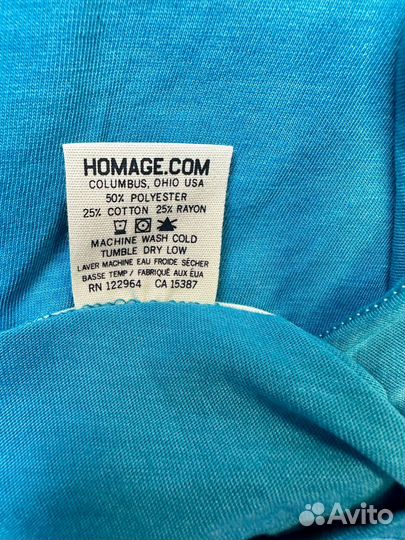 HOMAGE.COM
COLUMBUS, OHIO USA
50% POLYESTER
25% COTTON 25% RAYON
MACHINE WASH COLD
TUMBLE DRY LOW
LAVER MACHINE EAU FROIDE SÉCHER
BASSE TEMP / FABRIQUÉ AUX ÉUA
RN 122964 CA 15387
Avito